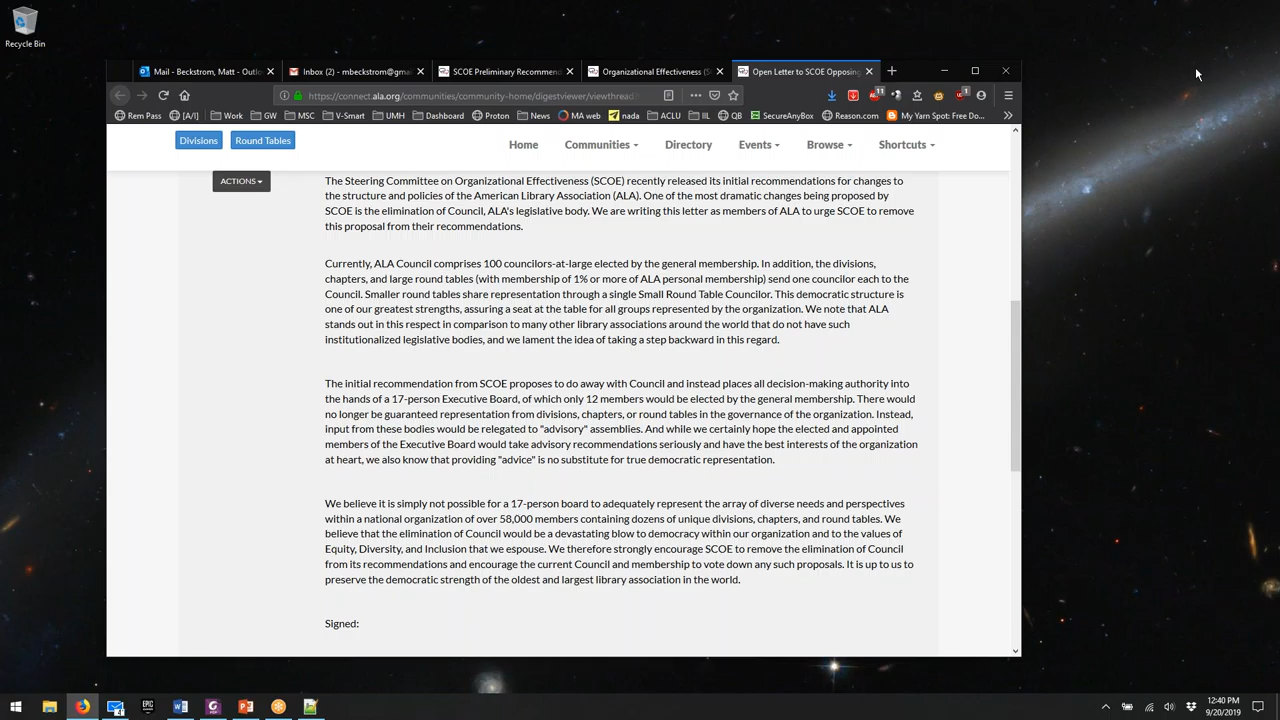 Recycle Bin
Mail - Beckstrom, Matt - Outlo
Inbox (2) - mbeckstrom@gmai
SCOE Preliminary Recommend
Organizational Effectiveness (S
Open Letter to SCOE Opposing
https://connect.ala.org/communities/community-home/digestviewer/viewthread?
11
1
Rem Pass
[A/I]
Work
GW
MSC
V-Smart
UMH
Dashboard
Proton
News
MA web
nada
ACLU
IIL
QB
SecureAnyBox
Reason.com
My Yarn Spot: Free Do...
Divisions
Round Tables
Home
Communities
Directory
Events
Browse
Shortcuts
ACTIONS
The Steering Committee on Organizational Effectiveness (SCOE) recently released its initial recommendations for changes to
the structure and policies of the American Library Association (ALA). One of the most dramatic changes being proposed by
SCOE is the elimination of Council, ALA's legislative body. We are writing this letter as members of ALA to urge SCOE to remove
this proposal from their recommendations.
Currently, ALA Council comprises 100 councilors-at-large elected by the general membership. In addition, the divisions,
chapters, and large round tables (with membership of 1% or more of ALA personal membership) send one councilor each to the
Council. Smaller round tables share representation through a single Small Round Table Councilor. This democratic structure is
one of our greatest strengths, assuring a seat at the table for all groups represented by the organization. We note that ALA
stands out in this respect in comparison to many other library associations around the world that do not have such
institutionalized legislative bodies, and we lament the idea of taking a step backward in this regard.
The initial recommendation from SCOE proposes to do away with Council and instead places all decision-making authority into
the hands of a 17-person Executive Board, of which only 12 members would be elected by the general membership. There would
no longer be guaranteed representation from divisions, chapters, or round tables in the governance of the organization. Instead,
input from these bodies would be relegated to "advisory" assemblies. And while we certainly hope the elected and appointed
members of the Executive Board would take advisory recommendations seriously and have the best interests of the organization
at heart, we also know that providing "advice" is no substitute for true democratic representation.
We believe it is simply not possible for a 17-person board to adequately represent the array of diverse needs and perspectives
within a national organization of over 58,000 members containing dozens of unique divisions, chapters, and round tables. We
believe that the elimination of Council would be a devastating blow to democracy within our organization and to the values of
Equity, Diversity, and Inclusion that we espouse. We therefore strongly encourage SCOE to remove the elimination of Council
from its recommendations and encourage the current Council and membership to vote down any such proposals. It is up to us to
preserve the democratic strength of the oldest and largest library association in the world.
Signed:
EPIC
12:40 PM
9/20/2019